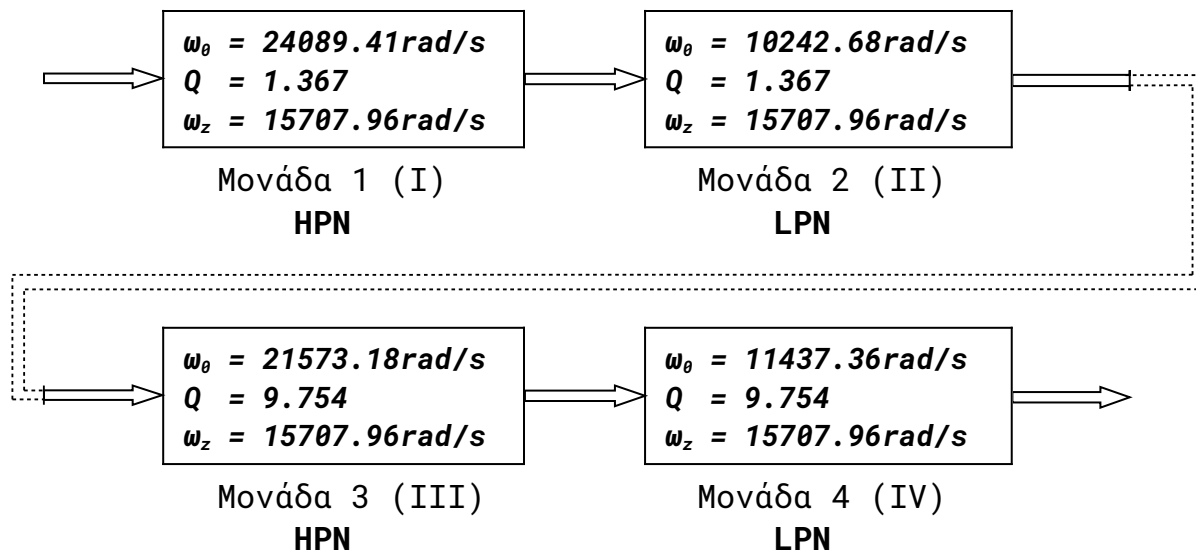 ω₀ = 24089.41rad/s
Q = 1.367
ω_z = 15707.96rad/s
Μονάδα 1 (I)
HPN
ω₀ = 10242.68rad/s
Q = 1.367
ω_z = 15707.96rad/s
Μονάδα 2 (II)
LPN
ω₀ = 21573.18rad/s
Q = 9.754
ω_z = 15707.96rad/s
Μονάδα 3 (III)
HPN
ω₀ = 11437.36rad/s
Q = 9.754
ω_z = 15707.96rad/s
Μονάδα 4 (IV)
LPN